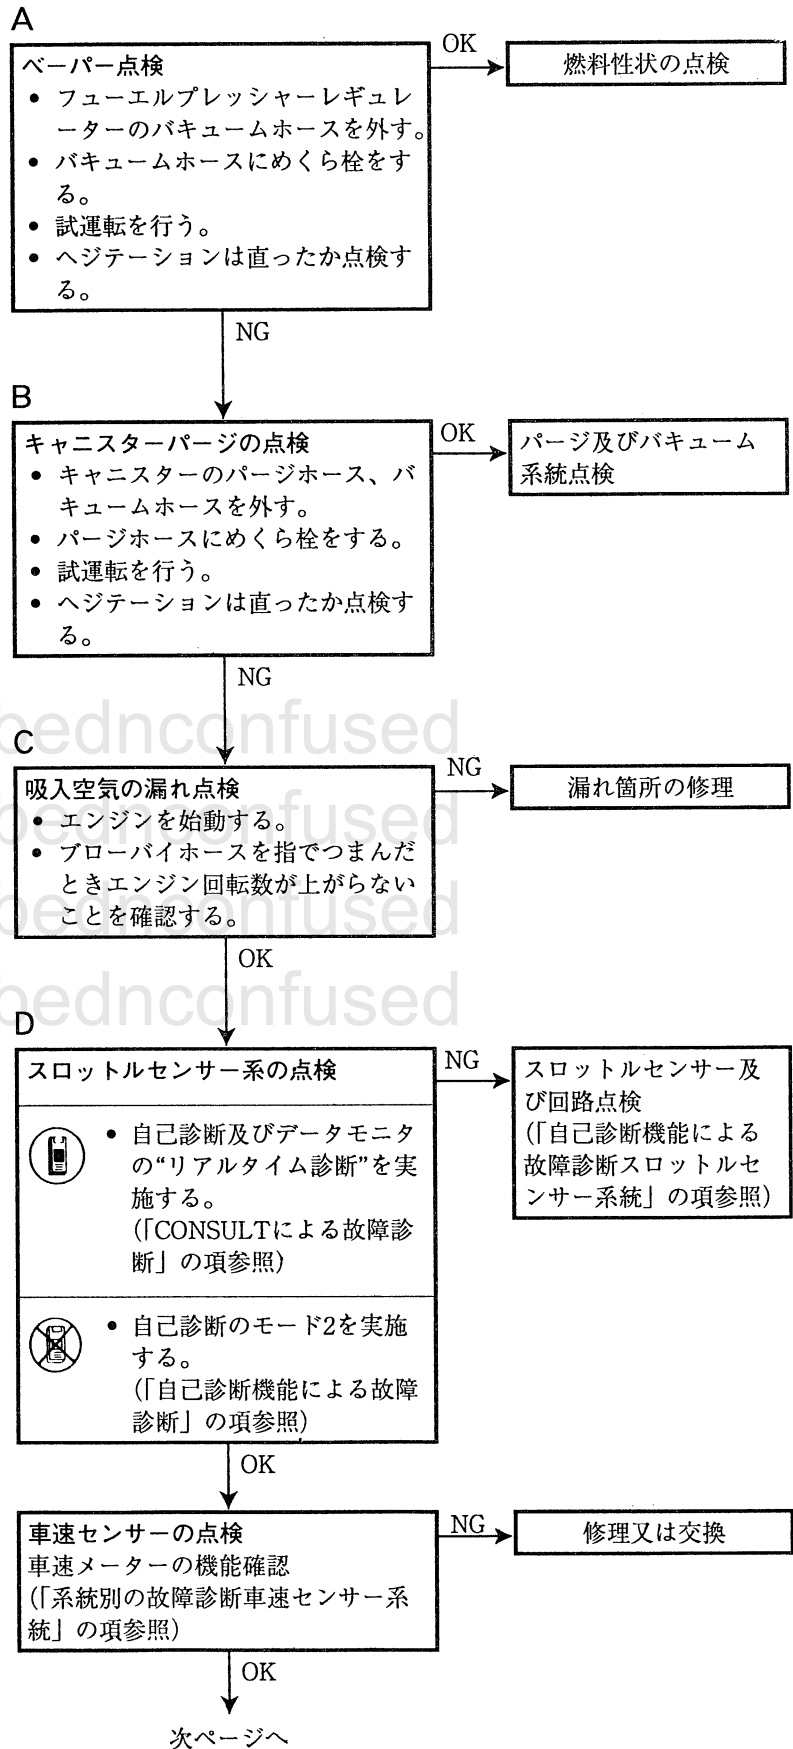 A
ベーパー点検
● フューエルプレッシャーレギュレ
ーターのバキュームホースを外す。
● バキュームホースにめくら栓をす
る。
● 試運転を行う。
● ヘジテーションは直ったか点検す
る。
OK
燃料性状の点検
NG
B
キャニスターパージの点検
● キャニスターのパージホース、バ
キュームホースを外す。
● パージホースにめくら栓をする。
● 試運転を行う。
● ヘジテーションは直ったか点検す
る。
OK
パージ及びバキューム
系統点検
NG
bednconfused
C
吸入空気の漏れ点検
● エンジンを始動する。
● ブローバイホースを指でつまんだ
ときエンジン回転数が上がらない
ことを確認する。
NG
漏れ箇所の修理
bednconfused
bednconfused
OK
bednconfused
D
スロットルセンサー系の点検
● 自己診断及びデータモニタ
の“リアルタイム診断”を実
施する。
(「CONSULTによる故障診
断」の項参照)
● 自己診断のモード2を実施
する。
(「自己診断機能による故障
診断」の項参照)
NG
スロットルセンサー及
び回路点検
(「自己診断機能による
故障診断スロットルセ
ンサー系統」の項参照)
OK
車速センサーの点検
車速メーターの機能確認
(「系統別の故障診断車速センサー系
統」の項参照)
NG
修理又は交換
OK
次ページへ